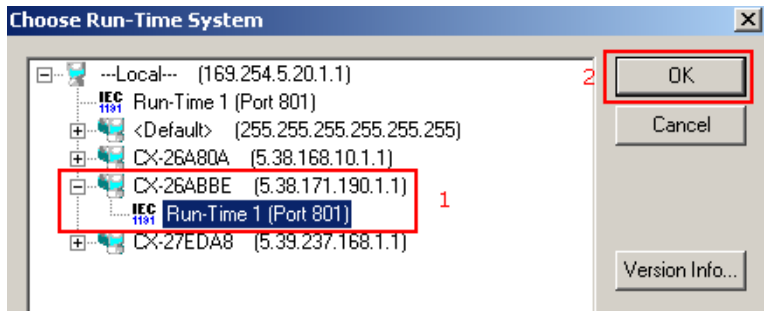 Choose Run-Time System
---Local--- (169.254.5.20.1.1)
2
OK
IEC 1131 Run-Time 1 (Port 801)
<Default> (255.255.255.255.255.255)
Cancel
CX-26A80A (5.38.168.10.1.1)
CX-26ABBE (5.38.171.190.1.1)
1
IEC 1131 Run-Time 1 (Port 801)
CX-27EDA8 (5.39.237.168.1.1)
Version Info...